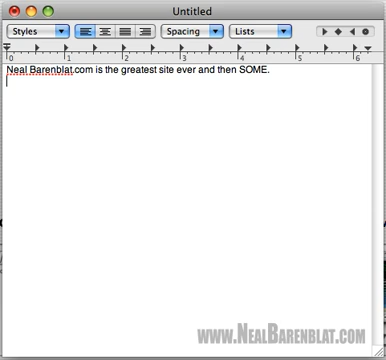 Untitled
Styles Spacing Lists
0 1 2 3 4 5 6
Neal Barenblat.com is the greatest site ever and then SOME.
www.NealBarenblat.com